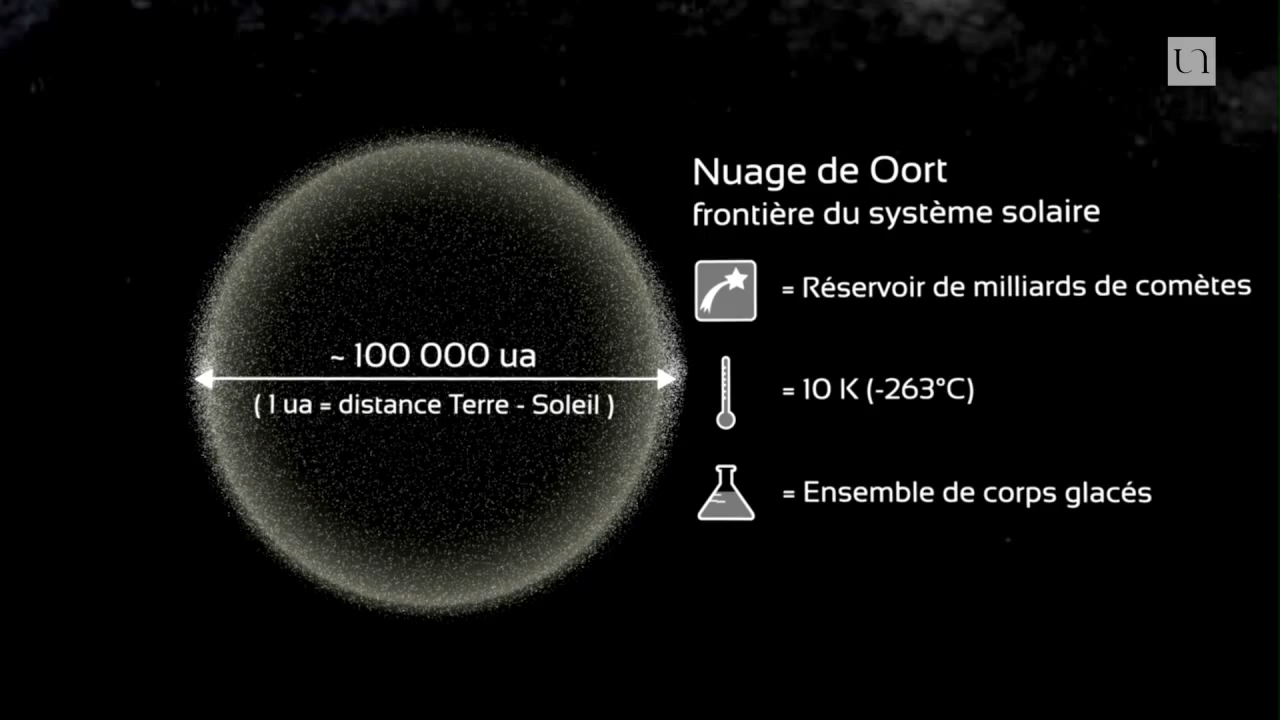 Nuage de Oort
frontière du système solaire
= Réservoir de milliards de comètes
~ 100 000 ua
( 1 ua = distance Terre - Soleil )
= 10 K (-263°C)
= Ensemble de corps glacés